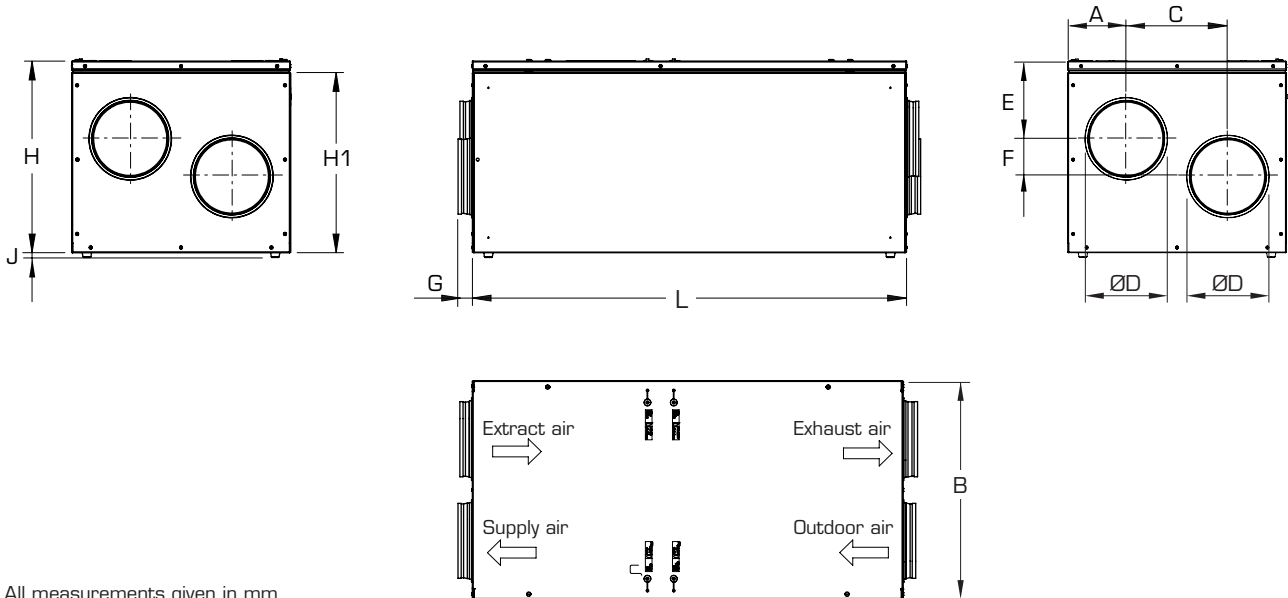 A
C
H
H1
E
F
J
G
L
ØD
ØD
Extract air
Exhaust air
B
Supply air
Outdoor air
All measurements given in mm